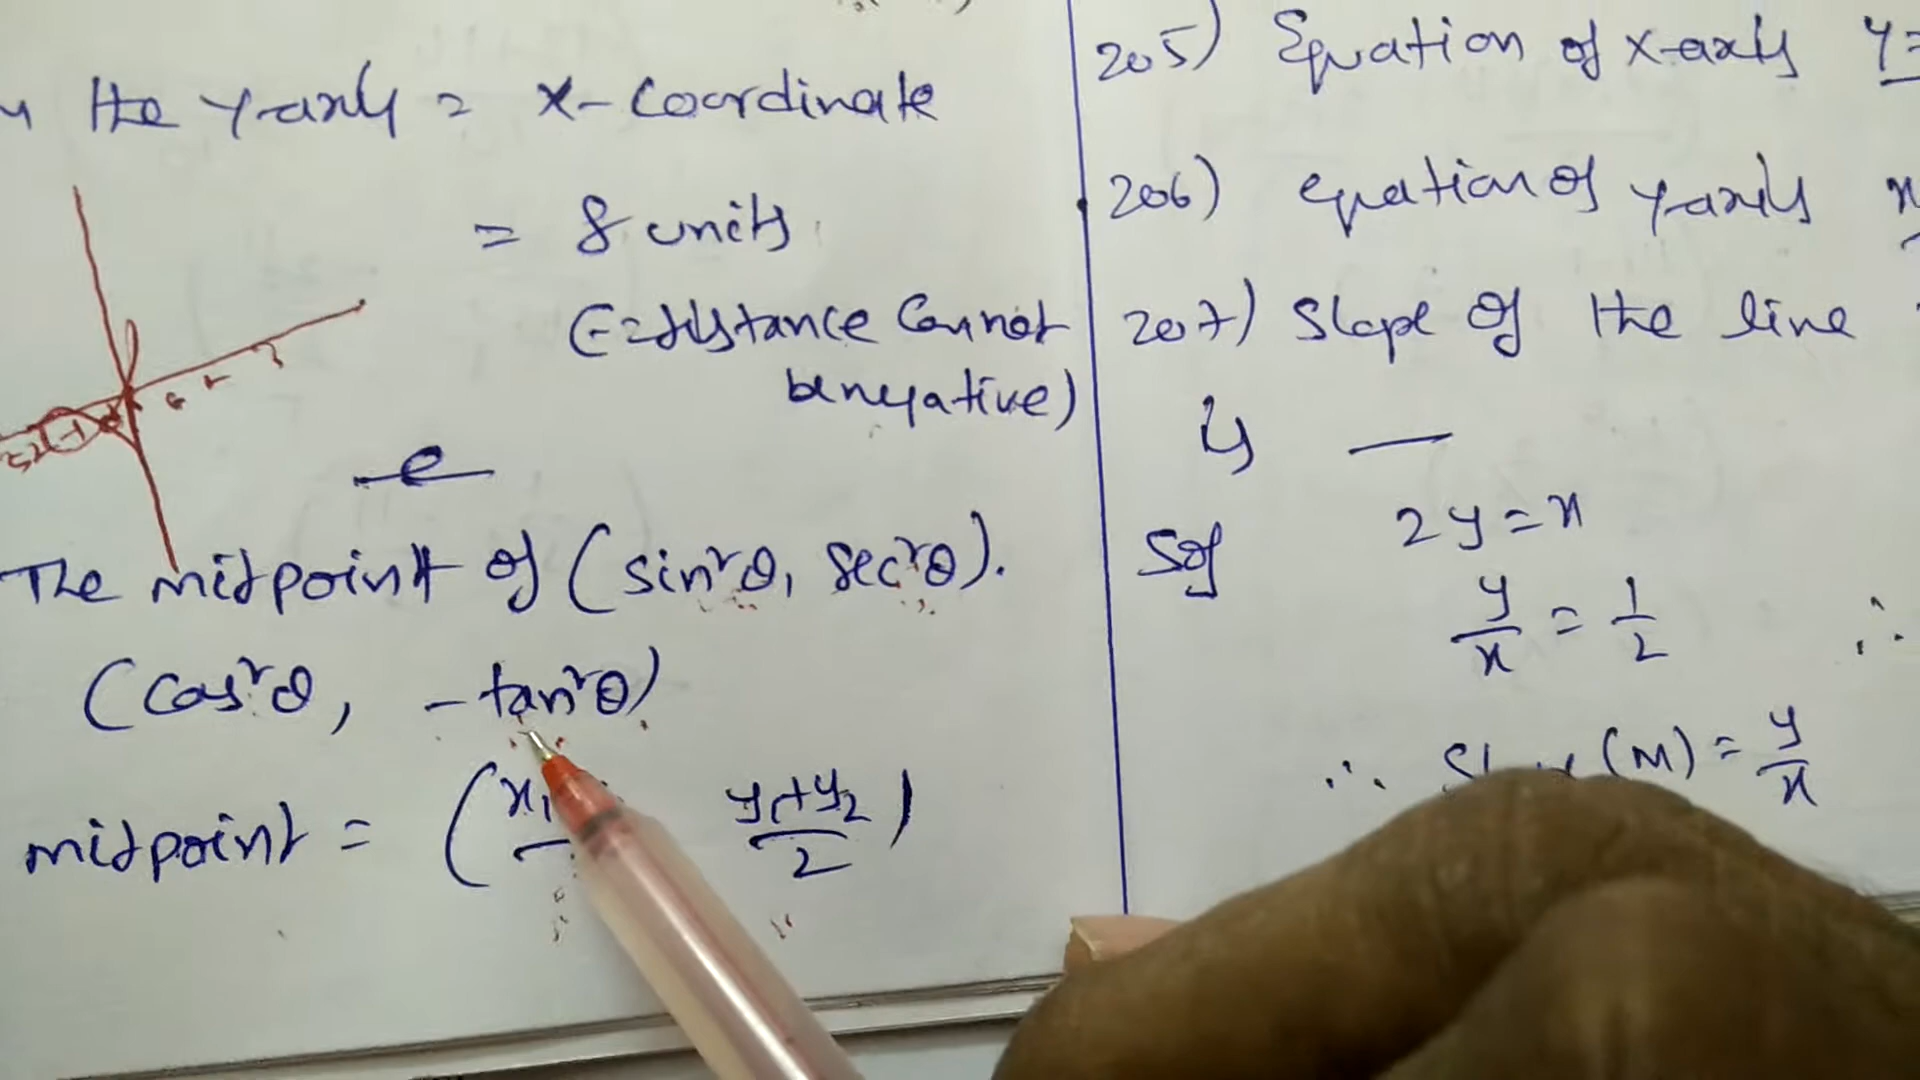 the y-axis = x-coordinate
= 8 units
(∵ distance cannot
be negative)
The midpoint of (sin²θ, sec²θ).
(cos²θ, -tan²θ)
midpoint = (x₁ y₁+y₂/2)
205) Equation of x-axis y=
206) equation of y-axis x
207) Slope of the line
is —
Sol 2y=x
y/x = 1/2 ∴
∴ (M) = y/x